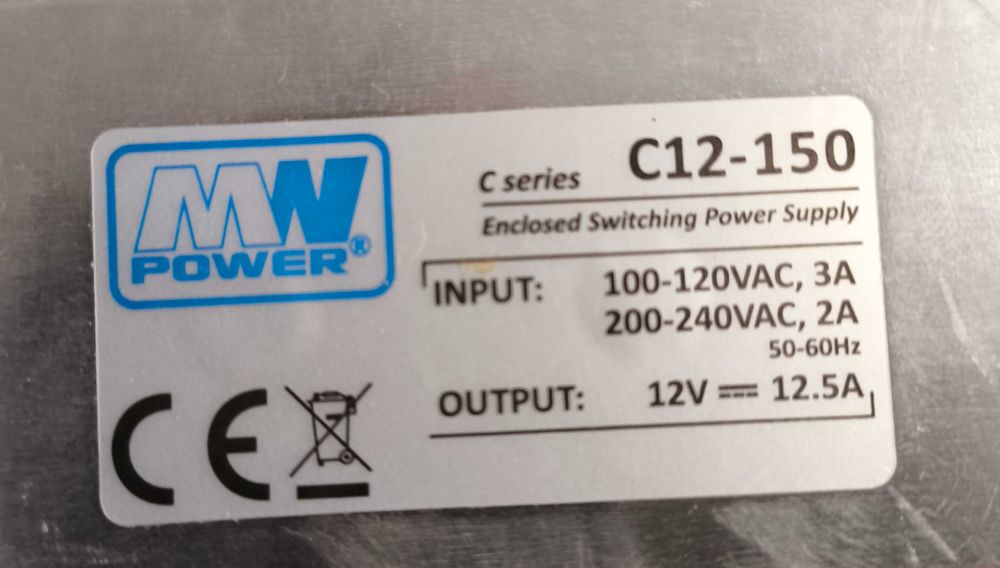 MW
POWER®
C series C12-150
Enclosed Switching Power Supply
INPUT: 100-120VAC, 3A
200-240VAC, 2A
50-60Hz
OUTPUT: 12V ⎓ 12.5A
CE